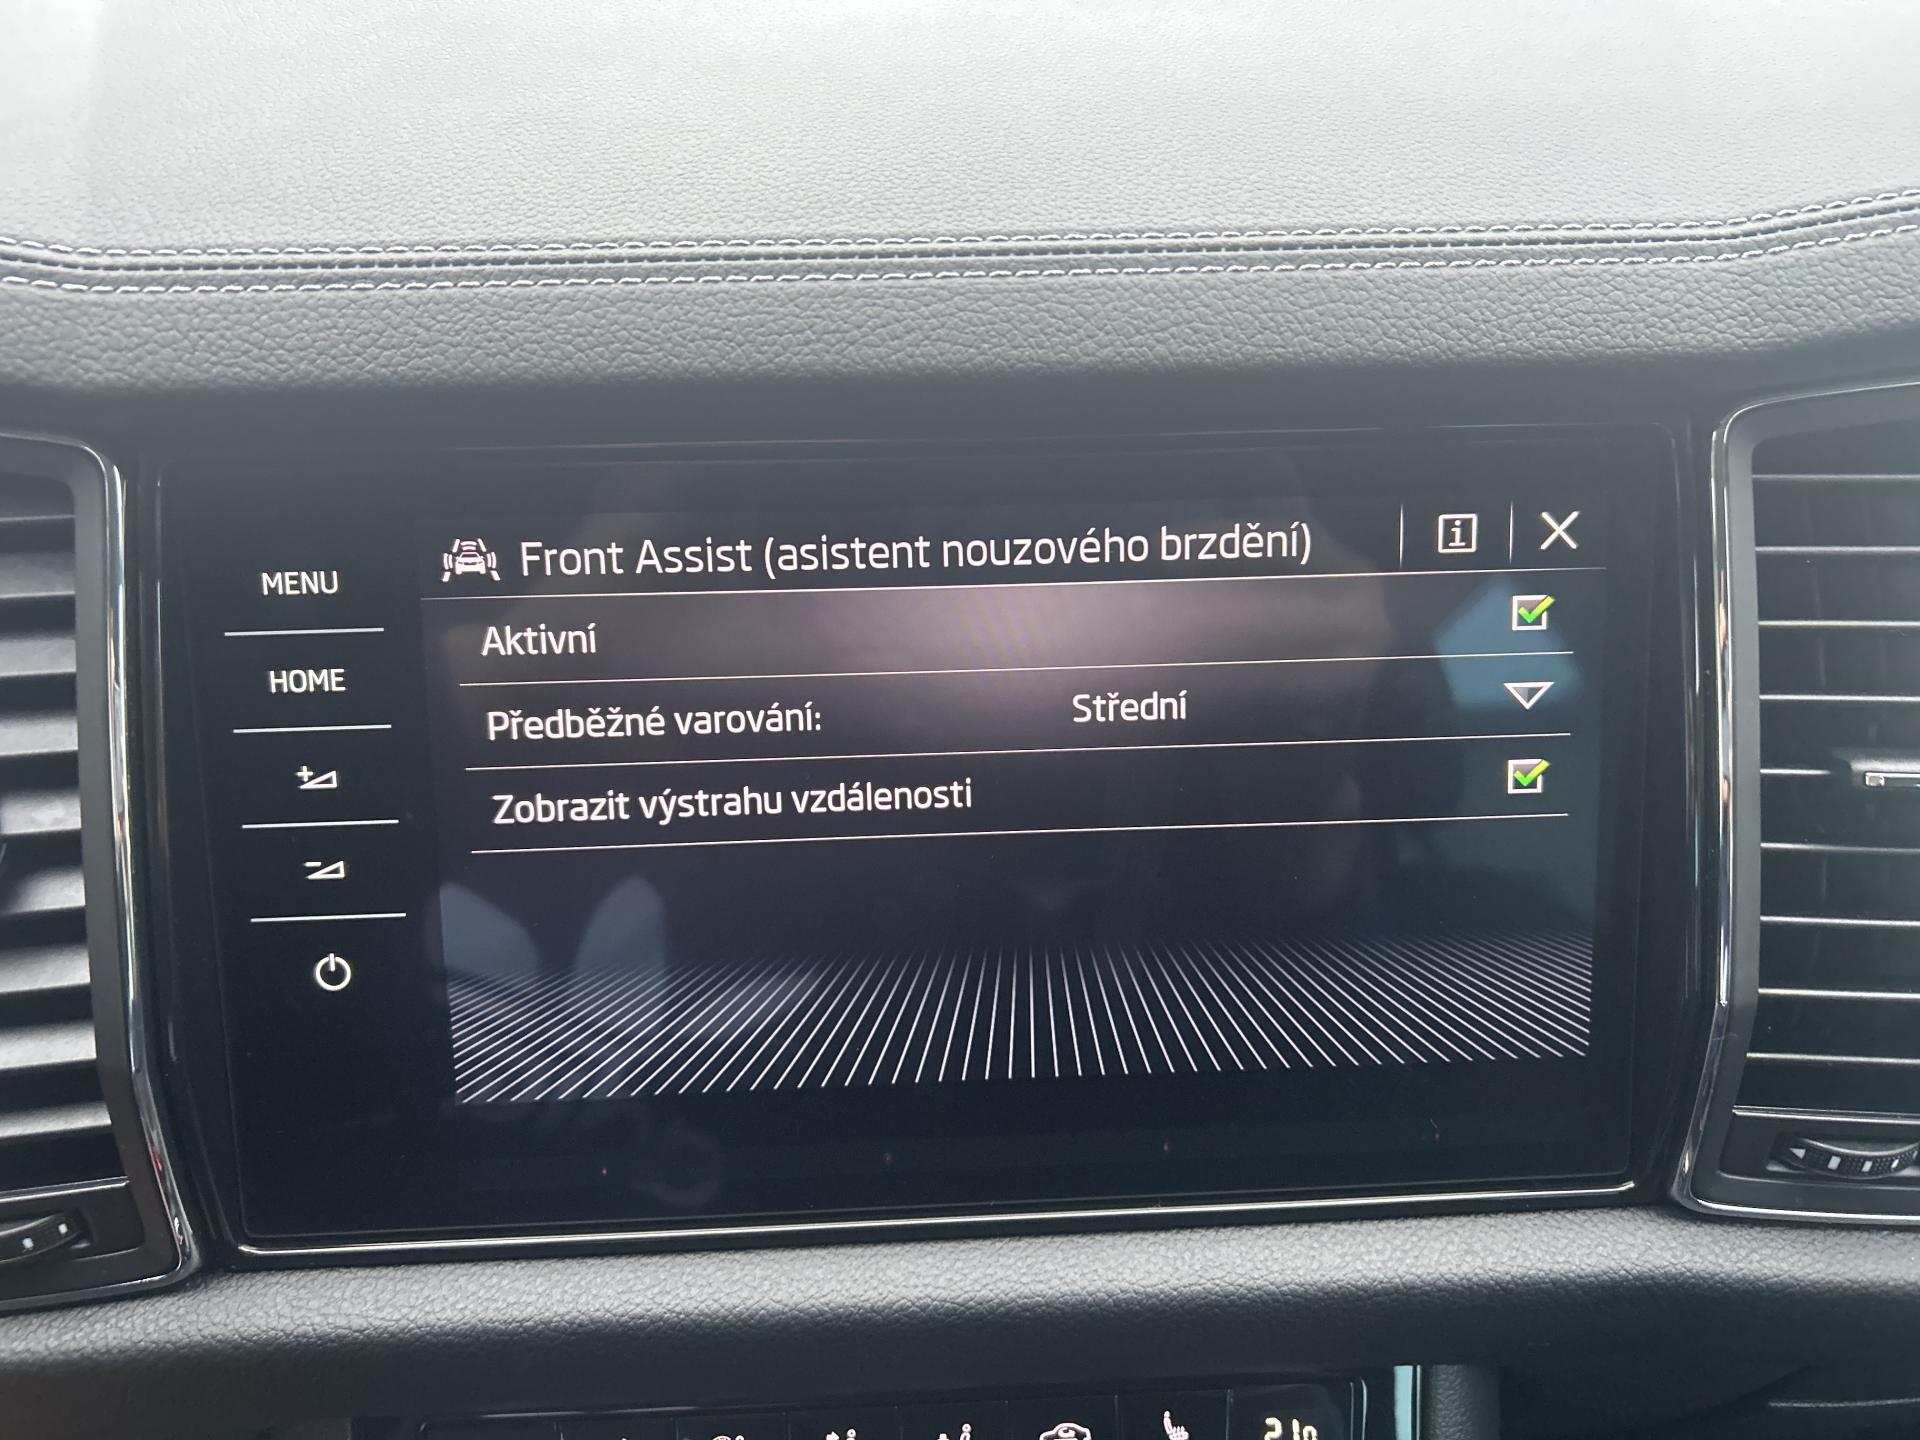 Front Assist (asistent nouzového brzdění)
MENU
Aktivní
HOME
Předběžné varování: Střední
Zobrazit výstrahu vzdálenosti